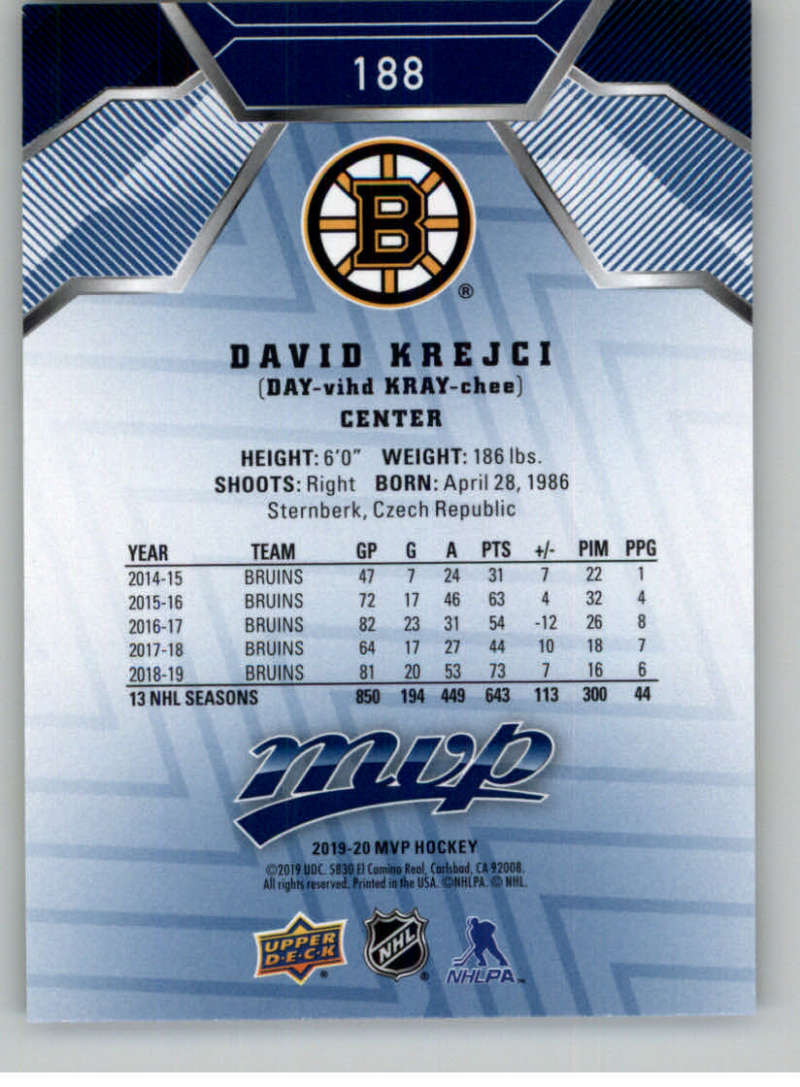 188
B
®
DAVID KREJCI
(DAY-vihd KRAY-chee)
CENTER
HEIGHT: 6'0" WEIGHT: 186 lbs.
SHOOTS: Right BORN: April 28, 1986
Sternberk, Czech Republic
YEAR TEAM GP G A PTS +/- PIM PPG
2014-15 BRUINS 47 7 24 31 7 22 1
2015-16 BRUINS 72 17 46 63 4 32 4
2016-17 BRUINS 82 23 31 54 -12 26 8
2017-18 BRUINS 64 17 27 44 10 18 7
2018-19 BRUINS 81 20 53 73 7 16 6
13 NHL SEASONS 850 194 449 643 113 300 44
mvp
2019-20 MVP HOCKEY
©2019 UDC. 5830 El Camino Real, Carlsbad, CA 92008.
All rights reserved. Printed in the USA. ©NHLPA. © NHL.
UPPER
D·E·C·K ®
NHL ®
NHLPA™